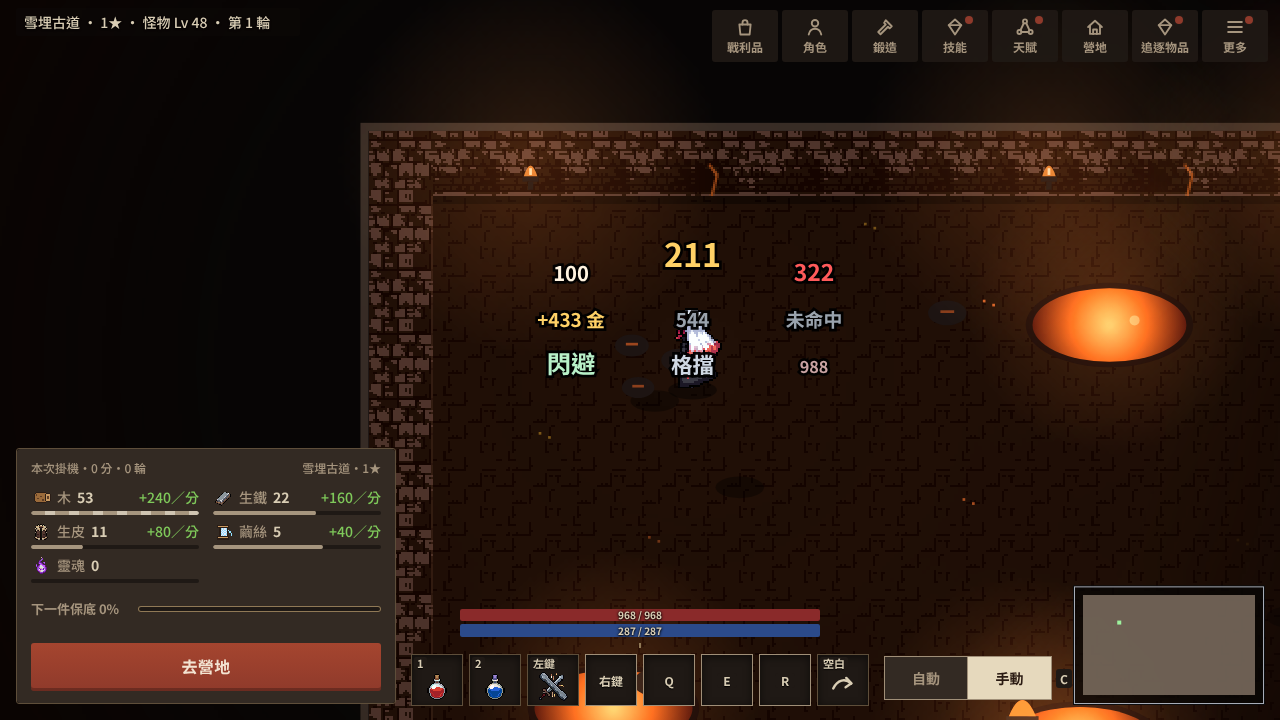 雪埋古道 · 1★ · 怪物 Lv 48 · 第 1 輪
戰利品
角色
鍛造
技能
天賦
營地
追逐物品
更多
211
100
322
+433 金
544
未命中
閃避
格擋
988
本次掛機・0 分・0 輪
雪埋古道・1★
木 53 +240／分
生鐵 22 +160／分
生皮 11 +80／分
繭絲 5 +40／分
靈魂 0
下一件保底 0%
去營地
968 / 968
287 / 287
1
2
左鍵
右鍵
Q
E
R
空白
自動
手動
C